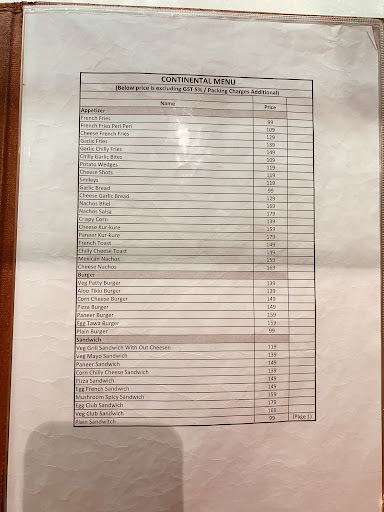 CONTINENTAL MENU
(Below price is excluding GST 5% / Packing Charges Additional)
Name Price
Appetizer
French Fries 99
French Fries Peri Peri 109
Cheese French Fries 129
Garlic Fries 139
Garlic Chilly Fries 149
Chilly Garlic Bites 109
Potato Wedges 119
Cheese Shots 119
Smileys 119
Garlic Bread 99
Cheese Garlic Bread 129
Nachos Bhel 169
Nachos Salsa 179
Crispy Corn 139
Cheese Kur-kure 159
Paneer Kur-kure 179
French Toast 149
Chilly Cheese Toast 149
Mexican Nachos 159
Cheese Nachos 169
Burger
Veg Patty Burger 139
Aloo Tikki Burger 139
Corn Cheese Burger 149
Pizza Burger 149
Paneer Burger 159
Egg Tawa Burger 159
Plain Burger 99
Sandwich
Veg Grill Sandwich With Out Cheesen 119
Veg Mayo Sandwich 139
Paneer Sandwich 149
Corn Chilly Cheese Sandwich
Pizza Sandwich 149
Egg French Sandwich 149
Mushroom Spicy Sandwich 159
Egg Club Sandwich 179
Veg Club Sandwich 169
Plain Sandwitch 99 (Page 1)